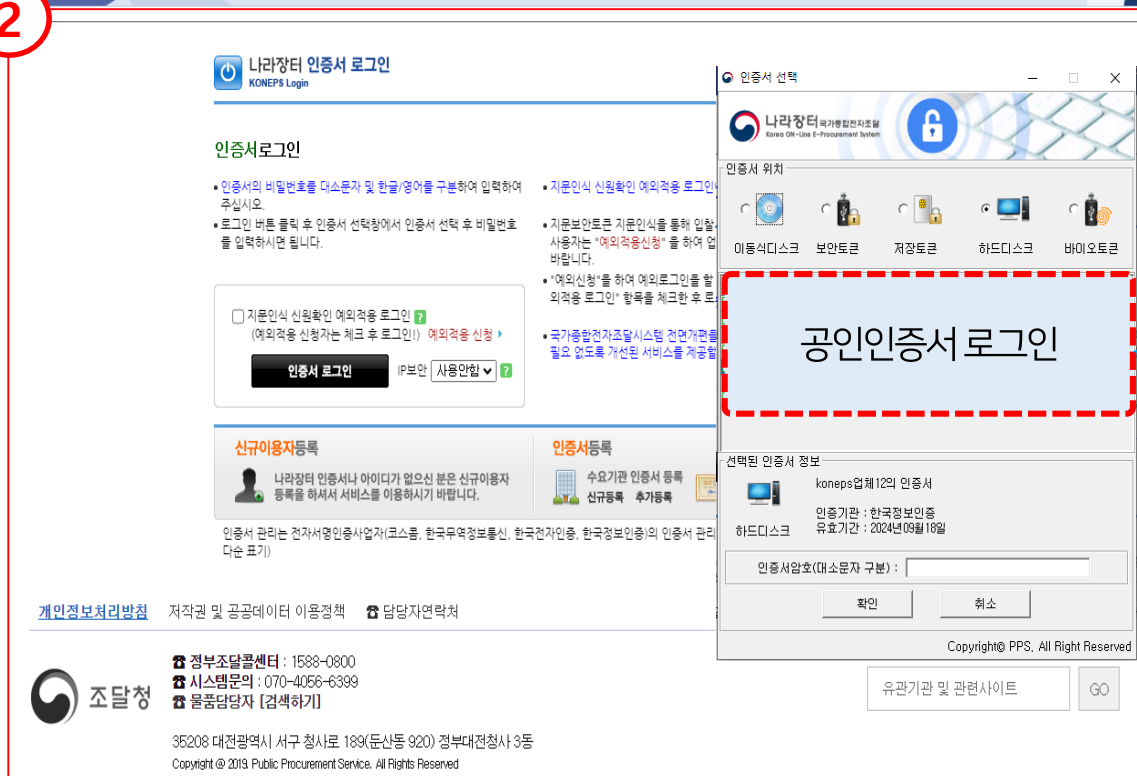 2
나라장터 인증서 로그인
KONEPS Login
인증서로그인
• 인증서의 비밀번호를 대소문자 및 한글/영어를 구분하여 입력하여
주십시오.
• 로그인 버튼 클릭 후 인증서 선택창에서 인증서 선택 후 비밀번호
를 입력하시면 됩니다.
• 지문인식 신원확인 예외적용 로그인
• 지문보안토큰 지문인식을 통해 입찰
사용자는 "예외적용신청" 을 하여 업
바랍니다.
• "예외신청"를 하여 예외로그인을 할
외적용 로그인" 항목을 체크한 후 로
• 국가종합전자조달시스템 전면개편을
필요 없도록 개선된 서비스를 제공할
지문인식 신원확인 예외적용 로그인 ?
(예외적용 신청자는 체크 후 로그인!) 예외적용 신청
인증서 로그인 IP보안 사용안함 ?
신규이용자등록
나라장터 인증서나 아이디가 없으신 분은 신규이용자
등록을 하셔서 서비스를 이용하시기 바랍니다.
인증서등록
수요기관 인증서 등록
신규등록 추가등록
인증서 관리는 전자서명인증사업자(코스콤, 한국무역정보통신, 한국전자인증, 한국정보인증)의 인증서 관리
다순 표기)
개인정보처리방침 저작권 및 공공데이터 이용정책 ☎ 담당자연락처
조달청
☎ 정부조달콜센터 : 1588-0800
☎ 시스템문의 : 070-4056-6399
☎ 물품담당자 [검색하기]
35208 대전광역시 서구 청사로 189(둔산동 920) 정부대전청사 3동
Copyright @ 2019. Public Procurement Service. All Rights Reserved
유관기관 및 관련사이트 GO
인증서 선택
나라장터 국가종합전자조달
Korea ON-Line E-Procurement System
인증서 위치
이동식디스크 보안토큰 저장토큰 하드디스크 바이오토큰
공인인증서 로그인
선택된 인증서 정보
koneps업체12의 인증서
인증기관 : 한국정보인증
유효기간 : 2024년09월18일
하드디스크
인증서암호(대소문자 구분) :
확인 취소
Copyright© PPS, All Right Reserved